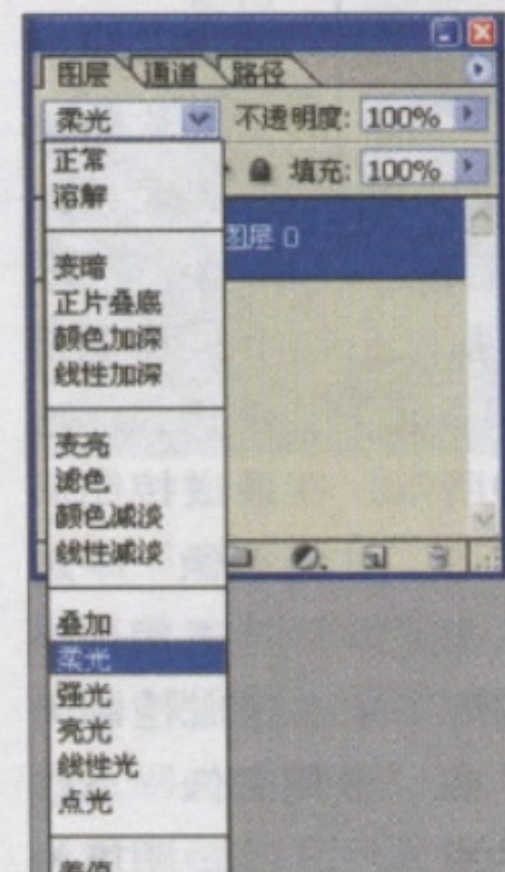 图层 通道 路径
柔光 不透明度: 100%
正常
填充: 100%
溶解
图层 0
变暗
正片叠底
颜色加深
线性加深
变亮
滤色
颜色减淡
线性减淡
叠加
柔光
强光
亮光
线性光
点光
差值